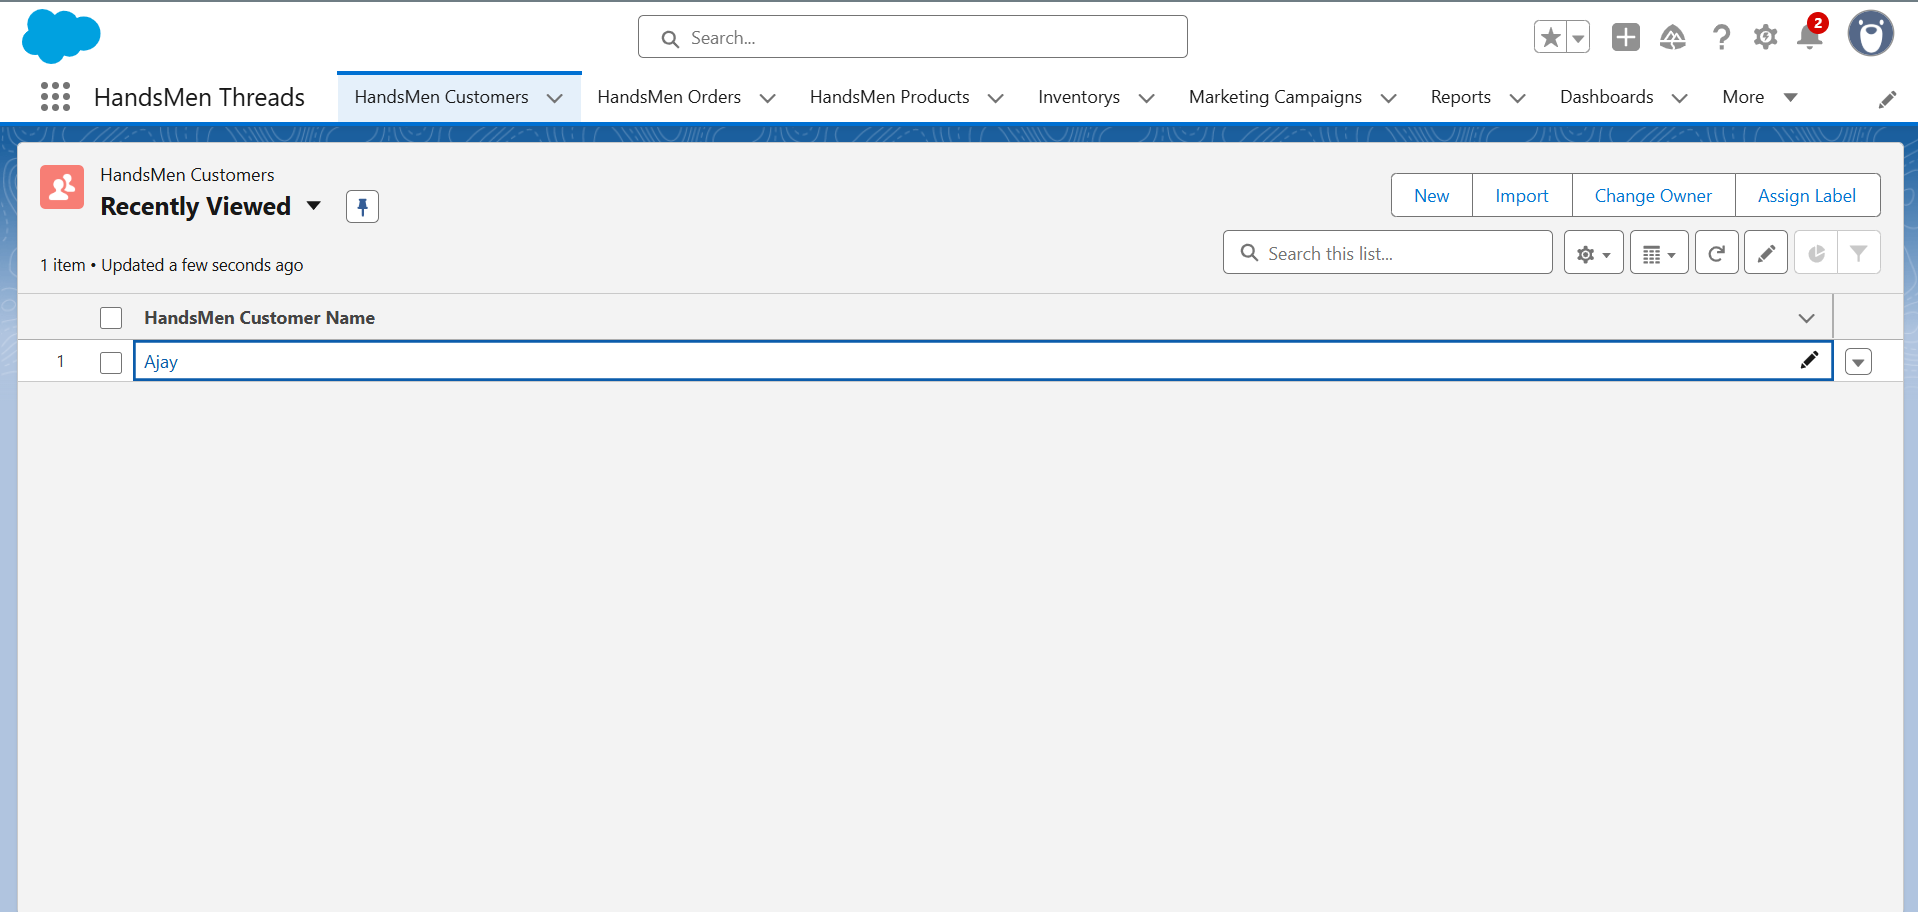 Search...
2
HandsMen Threads
HandsMen Customers
HandsMen Orders
HandsMen Products
Inventorys
Marketing Campaigns
Reports
Dashboards
More
HandsMen Customers
Recently Viewed
New
Import
Change Owner
Assign Label
1 item • Updated a few seconds ago
Search this list...
HandsMen Customer Name
1
Ajay